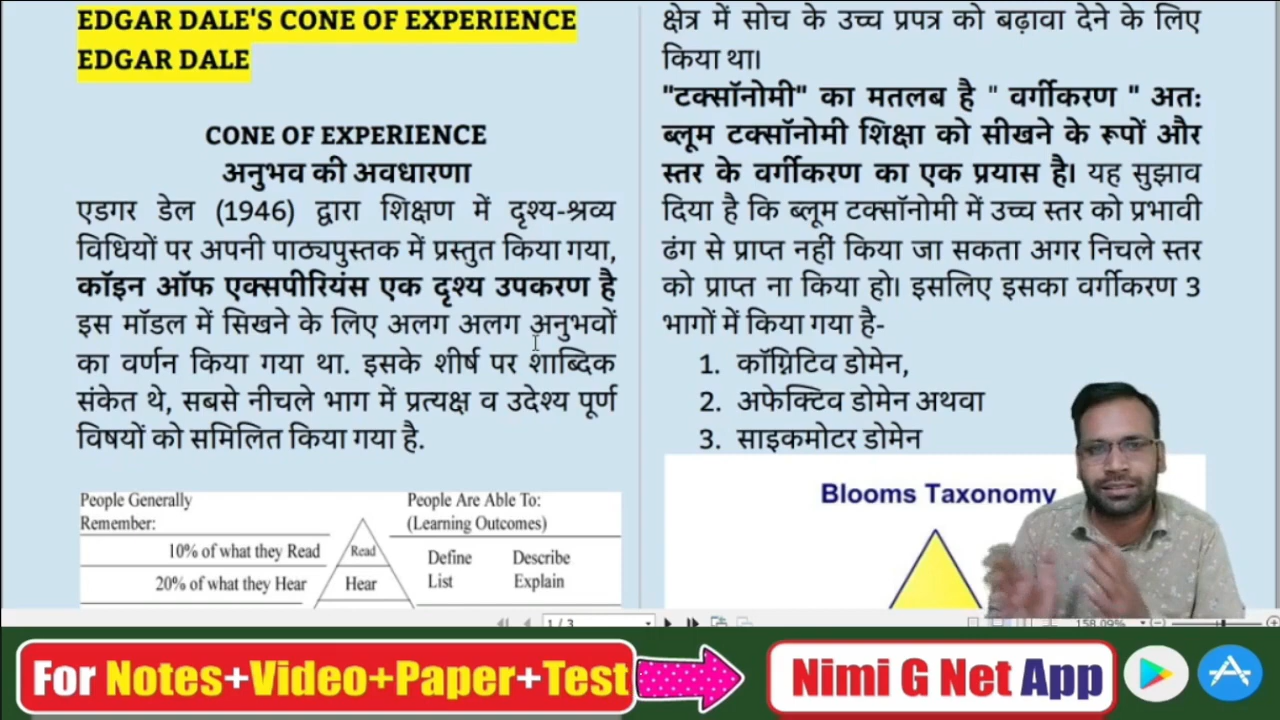 EDGAR DALE'S CONE OF EXPERIENCE
EDGAR DALE
CONE OF EXPERIENCE
अनुभव की अवधारणा
एडगर डेल (1946) द्वारा शिक्षण में दृश्य-श्रव्य
विधियों पर अपनी पाठ्यपुस्तक में प्रस्तुत किया गया,
कॉइन ऑफ एक्सपीरियंस एक दृश्य उपकरण है
इस मॉडल में सिखने के लिए अलग अलग अनुभवों
का वर्णन किया गया था. इसके शीर्ष पर शाब्दिक
संकेत थे, सबसे नीचले भाग में प्रत्यक्ष व उदेश्य पूर्ण
विषयों को समिलित किया गया है.
People Generally
Remember:
10% of what they Read
20% of what they Hear
Read
Hear
People Are Able To:
(Learning Outcomes)
Define Describe
List Explain
क्षेत्र में सोच के उच्च प्रपत्र को बढ़ावा देने के लिए
किया था।
"टक्सॉनोमी" का मतलब है " वर्गीकरण " अत:
ब्लूम टक्सॉनोमी शिक्षा को सीखने के रूपों और
स्तर के वर्गीकरण का एक प्रयास है। यह सुझाव
दिया है कि ब्लूम टक्सॉनोमी में उच्च स्तर को प्रभावी
ढंग से प्राप्त नहीं किया जा सकता अगर निचले स्तर
को प्राप्त ना किया हो। इसलिए इसका वर्गीकरण 3
भागों में किया गया है-
1. कॉग्निटिव डोमेन,
2. अफेक्टिव डोमेन अथवा
3. साइकमोटर डोमेन
Blooms Taxonomy
1 / 3
158.09%
For Notes+Video+Paper+Test
Nimi G Net App